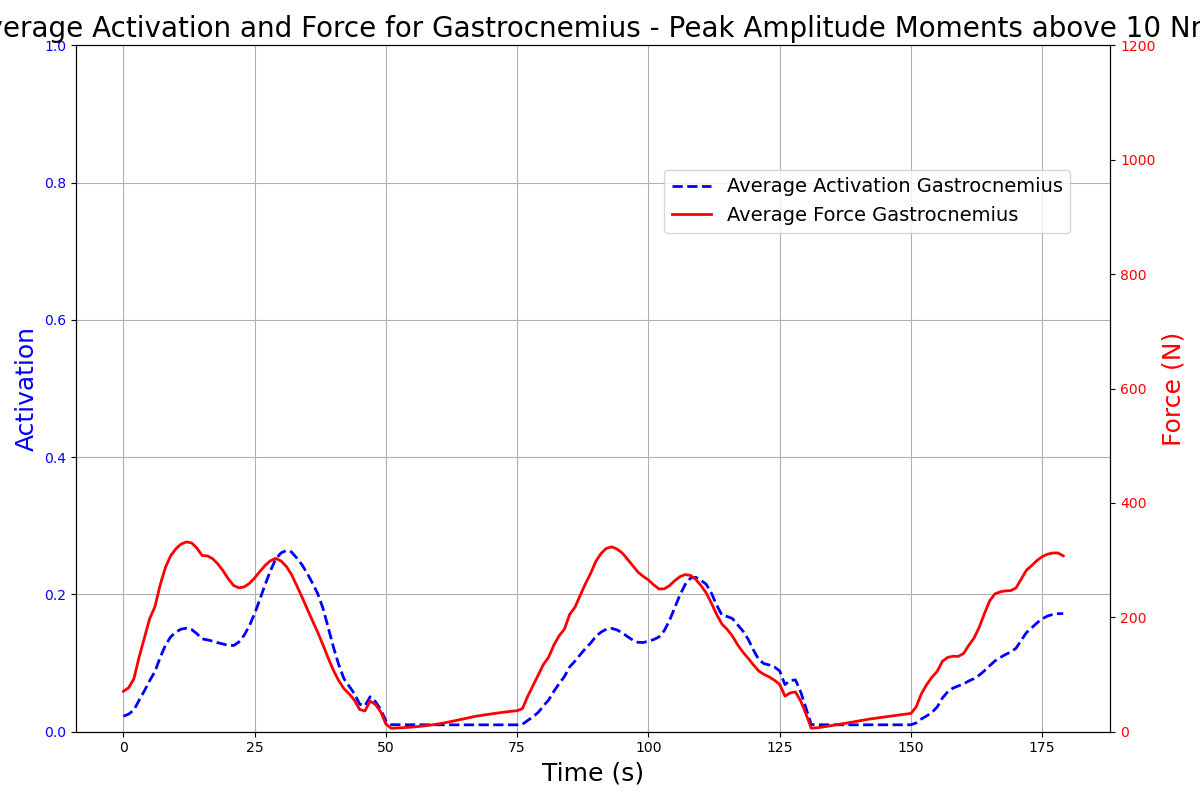 verage Activation and Force for Gastrocnemius - Peak Amplitude Moments above 10 Nm
1.0
0.8
0.6
0.4
0.2
0.0
Activation
1200
1000
800
600
400
200
0
Force (N)
Average Activation Gastrocnemius
Average Force Gastrocnemius
0 25 50 75 100 125 150 175
Time (s)